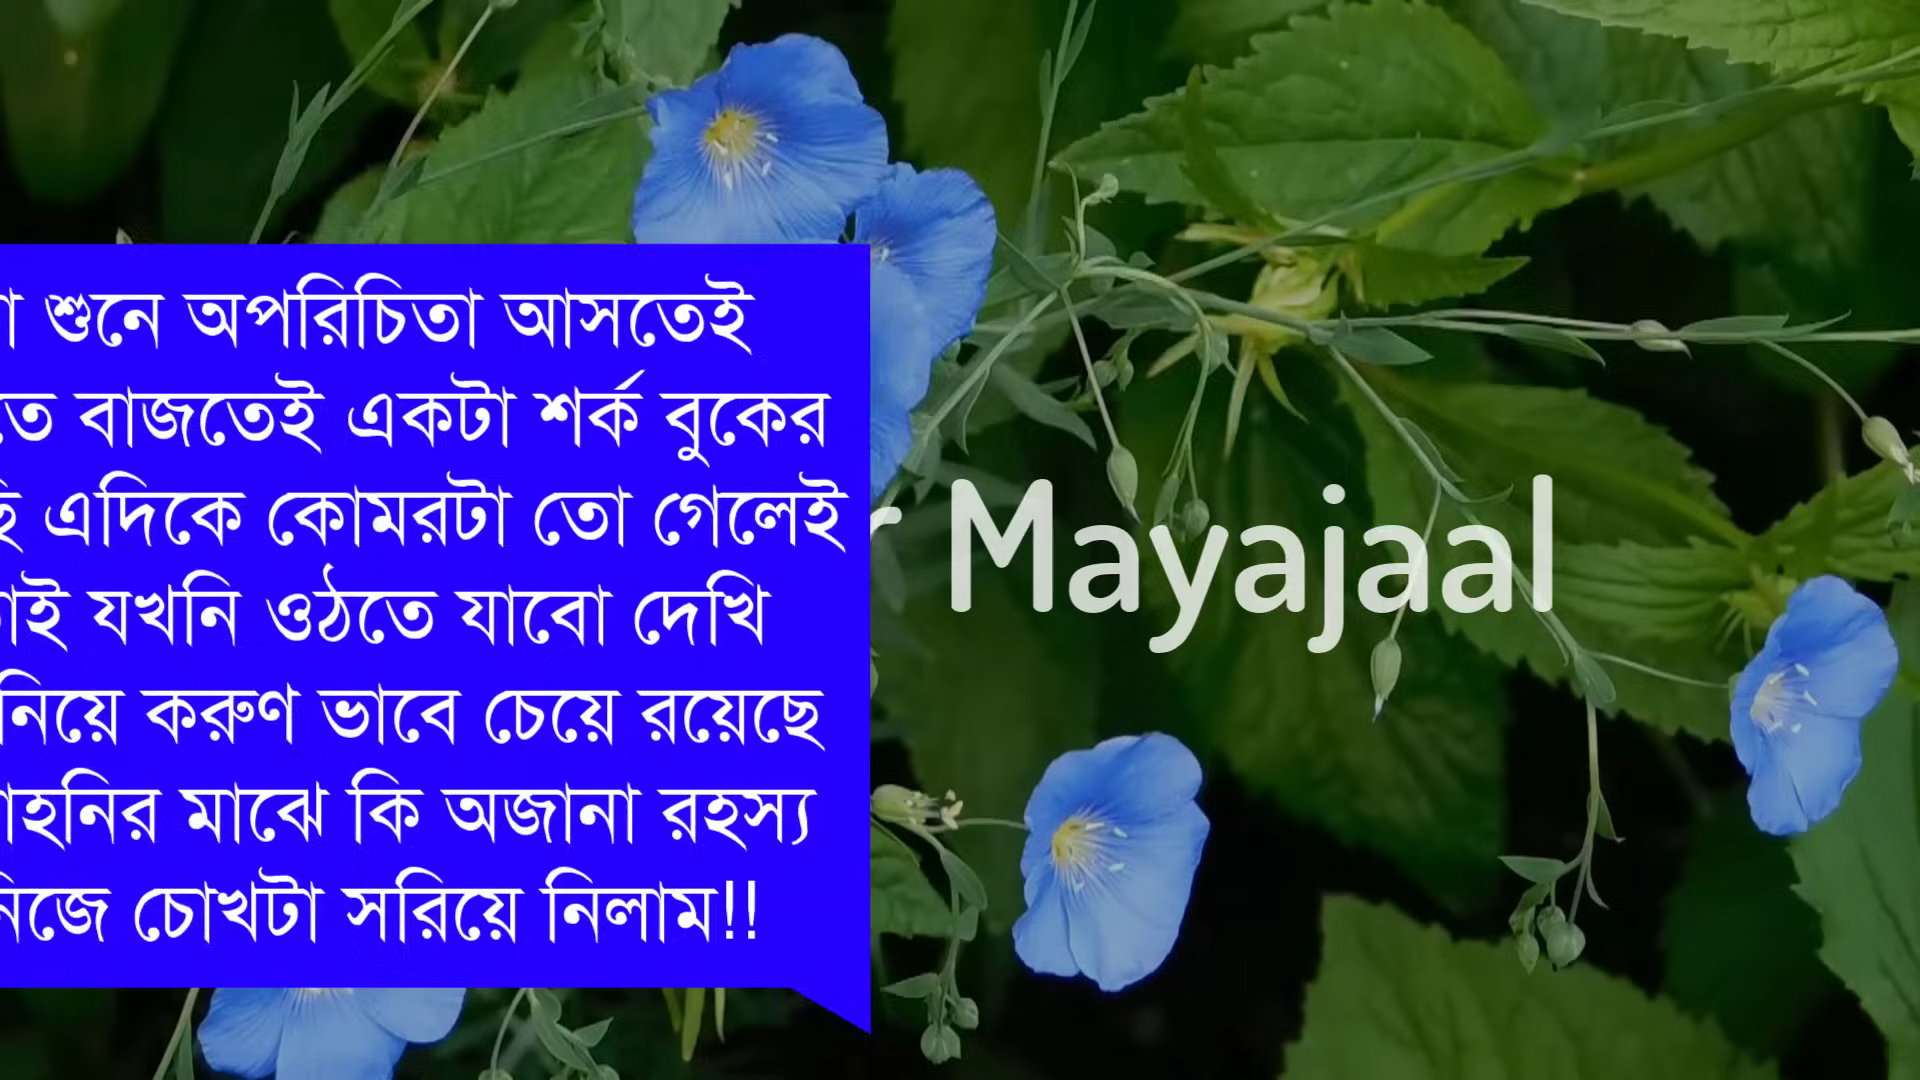 শুনে অপরিচিতা আসতেই
বাজতেই একটা শর্ক বুকের
এদিকে কোমরটা তো গেলেই
যখনি ওঠতে যাবো দেখি
করুণ ভাবে চেয়ে রয়েছে
মাঝে কি অজানা রহস্য
চোখটা সরিয়ে নিলাম!!
Mayajaal